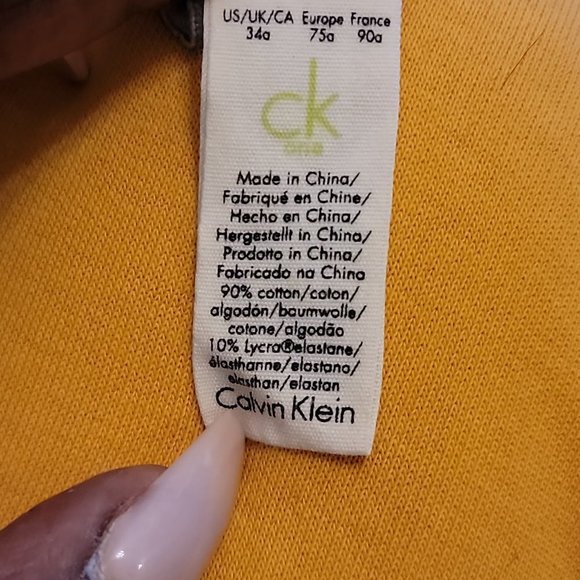 US/UK/CA Europe France
34a 75a 90a
ck
one
Made in China/
Fabriqué en Chine/
Hecho en China/
Hergestellt in China/
Prodotto in China/
Fabricado na China
90% cotton/coton/
algodón/baumwolle/
cotone/algodão
10% Lycra®elastane/
élasthanne/elastano/
elasthan/elastan
Calvin Klein